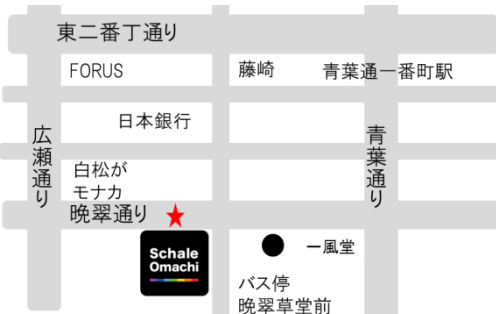 東二番丁通り
FORUS
藤崎
青葉通一番町駅
日本銀行
広瀬通り
青葉通り
白松が
モナカ
晩翠通り
Schale
Omachi
一風堂
バス停
晩翠草堂前